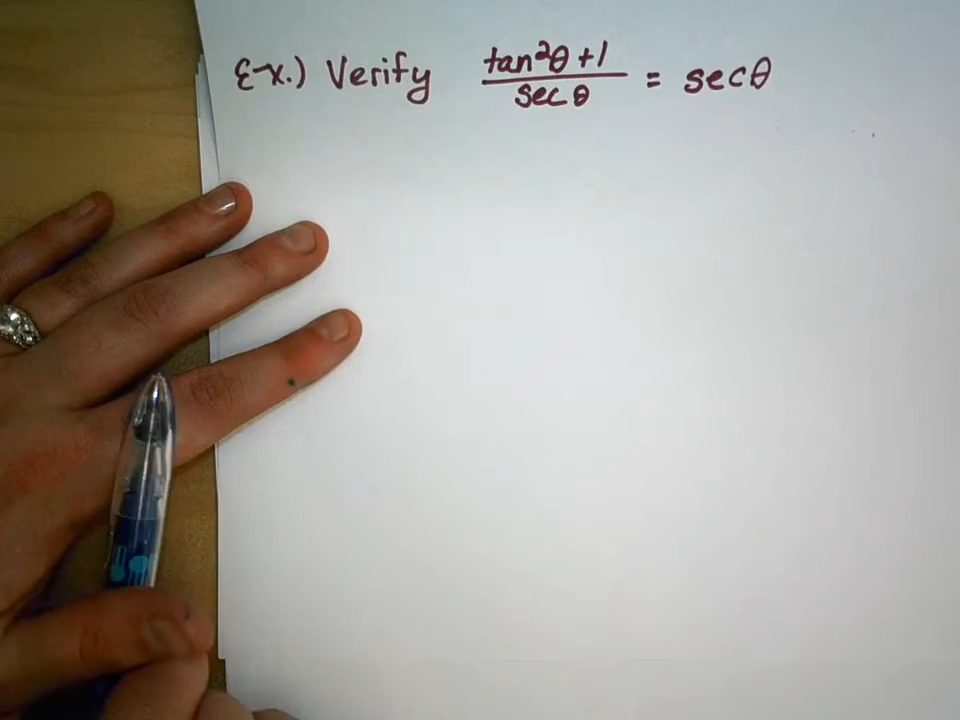 Ex.) Verify tan²θ+1 / secθ = secθ